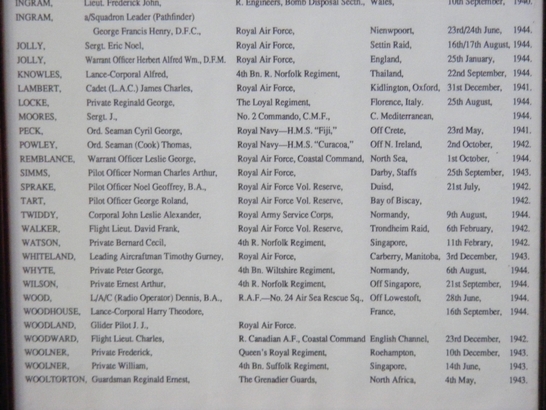 INGRAM, Lieut. Frederick John, R. Engineers, Bomb Disposal Sectn., Wales, 10th September, 1940.
INGRAM, a/Squadron Leader (Pathfinder)
George Francis Henry, D.F.C., Royal Air Force, Nienwport, 23rd/24th June, 1944.
JOLLY, Sergt. Eric Noel, Royal Air Force, Settin Raid, 16th/17th August, 1944.
JOLLY, Warrant Officer Herben Alfred Wm., D.F.M. Royal Air Force, England, 25th January, 1944.
KNOWLES, Lance-Corporal Alfred, 4th Bn. R. Norfolk Regiment, Thailand, 22nd September, 1944.
LAMBERT, Cadet (L.A.C.) James Charles, Royal Air Force, Kidlington, Oxford, 31st December, 1941.
LOCKE, Private Reginald George, The Loyal Regiment, Florence, Italy. 25th August, 1944.
MOORES, Sergt. J., No. 2 Commando, C.M.F., C. Mediterranean, 1944.
PECK, Ord. Seaman Cyril George, Royal Navy—H.M.S. "Fiji," Off Crete, 23rd May, 1941.
POWLEY, Ord. Seaman (Cook) Thomas, Royal Navy—H.M.S. "Curacoa," Off N. Ireland, 2nd October, 1942.
REMBLANCE, Warrant Officer Leslie George, Royal Air Force, Coastal Command, North Sea, 1st October, 1944.
SIMMS, Pilot Officer Norman Charles Arthur, Royal Air Force, Darby, Staffs 25th September, 1943.
SPRAKE, Pilot Officer Noel Geoffrey, B.A., Royal Air Force Vol. Reserve, Duisd, 21st July, 1942.
TART, Pilot Officer George Roland, Royal Air Force Vol. Reserve, Bay of Biscay, 1942.
TWIDDY, Corporal John Leslie Alexander, Royal Army Service Corps, Normandy, 9th August, 1944.
WALKER, Flight Lieut. David Frank, Royal Air Force Vol. Reserve, Trondheim Raid, 6th February, 1942.
WATSON, Private Bernard Cecil, 4th R. Norfolk Regiment, Singapore, 11th Febrary, 1942.
WHITELAND, Leading Aircraftman Timothy Gurney, Royal Air Force, Carberry, Manitoba, 3rd December, 1943.
WHYTE, Private Peter George, 4th Bn. Wiltshire Regiment, Normandy, 6th August, 1944.
WILSON, Private Ernest Arthur, 4th R. Norfolk Regiment, Off Singapore, 21st September, 1944.
WOOD, L/A/C (Radio Operator) Dennis, B.A., R.A.F.—No. 24 Air Sea Rescue Sq., Off Lowestoft, 28th June, 1944.
WOODHOUSE, Lance-Corporal Harry Theodore, France, 16th September, 1944.
WOODLAND, Glider Pilot J. J., Royal Air Force.
WOODWARD, Flight Lieut. Charles, R. Canadian A.F., Coastal Command English Channel, 23rd December, 1942.
WOOLNER, Private Frederick, Queen's Royal Regiment, Roehampton, 10th December, 1943.
WOOLNER, Private William, 4th Bn. Suffolk Regiment, Singapore, 14th June, 1943.
WOOLTORTON, Guardsman Reginald Ernest, The Grenadier Guards, North Africa, 4th May, 1943.